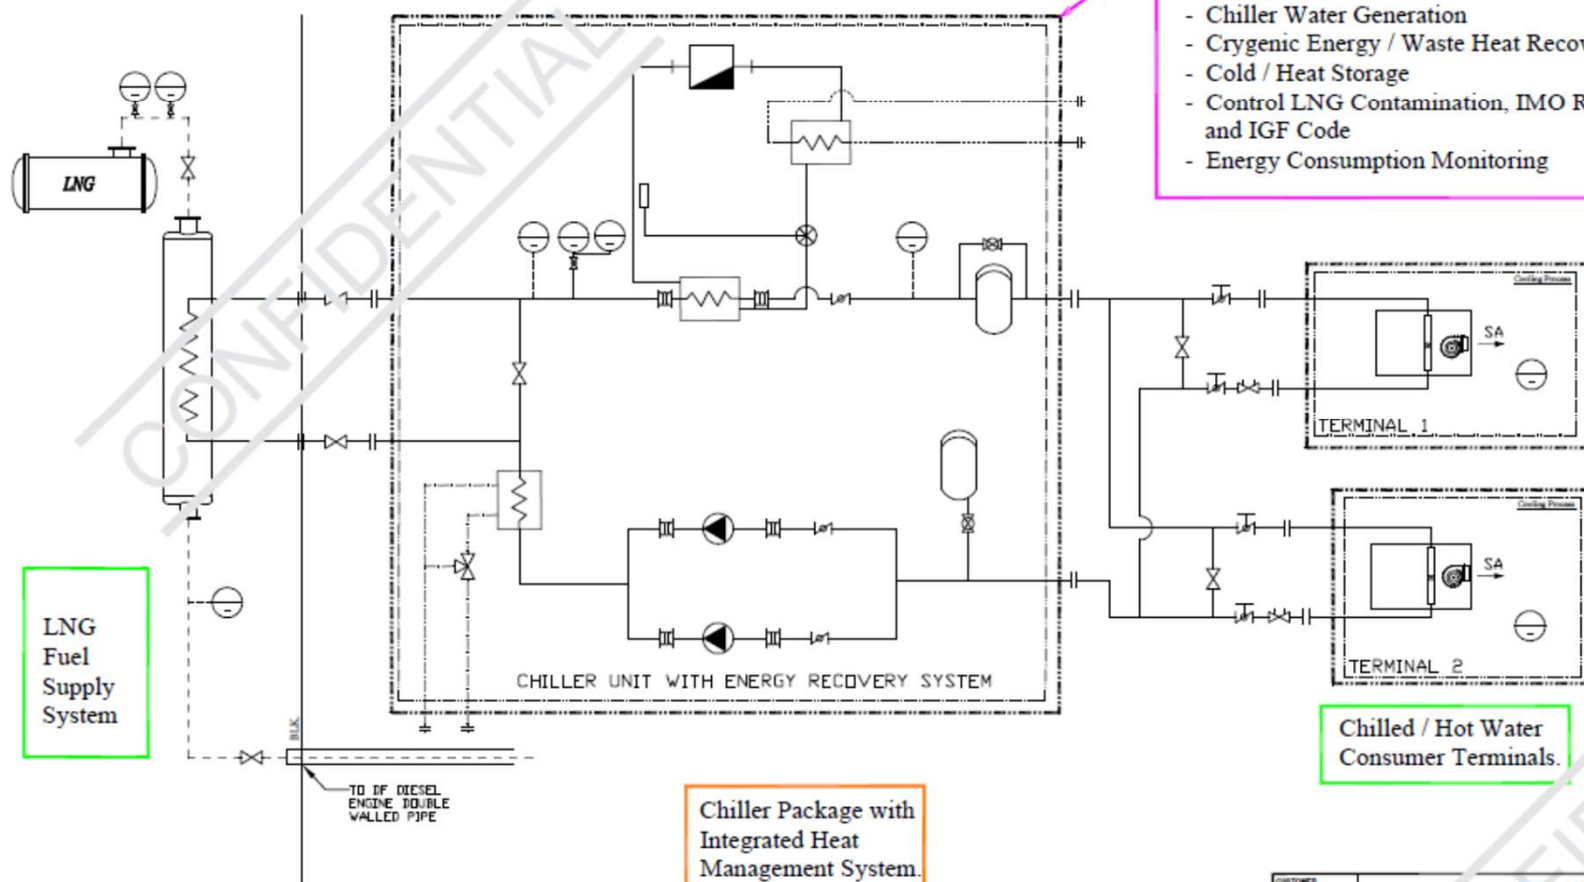 - Chiller Water Generation
- Crygenic Energy / Waste Heat Recov
- Cold / Heat Storage
- Control LNG Contamination, IMO R
and IGF Code
- Energy Consumption Monitoring
CONFIDENTIAL
LNG
Cooling Process
SA
TERMINAL 1
Cooling Process
SA
TERMINAL 2
LNG
Fuel
Supply
System
CHILLER UNIT WITH ENERGY RECOVERY SYSTEM
BLK
TO DF DIESEL
ENGINE DOUBLE
WALLED PIPE
Chilled / Hot Water
Consumer Terminals.
Chiller Package with
Integrated Heat
Management System.
CUSTOMER